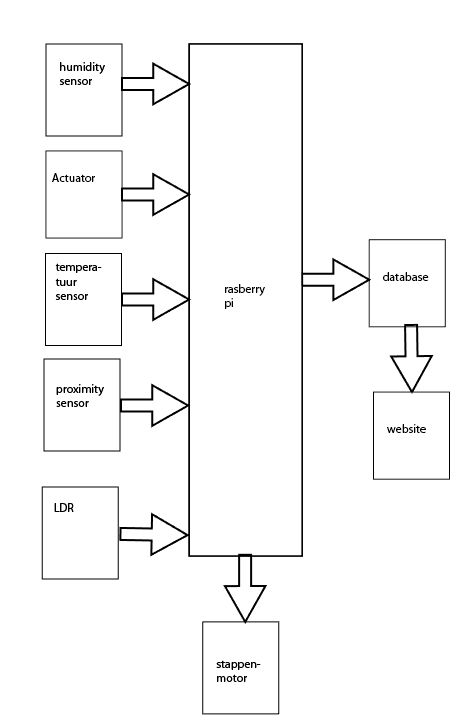 humidity
sensor
Actuator
tempera-
tuur
sensor
proximity
sensor
LDR
rasberry
pi
database
website
stappen-
motor